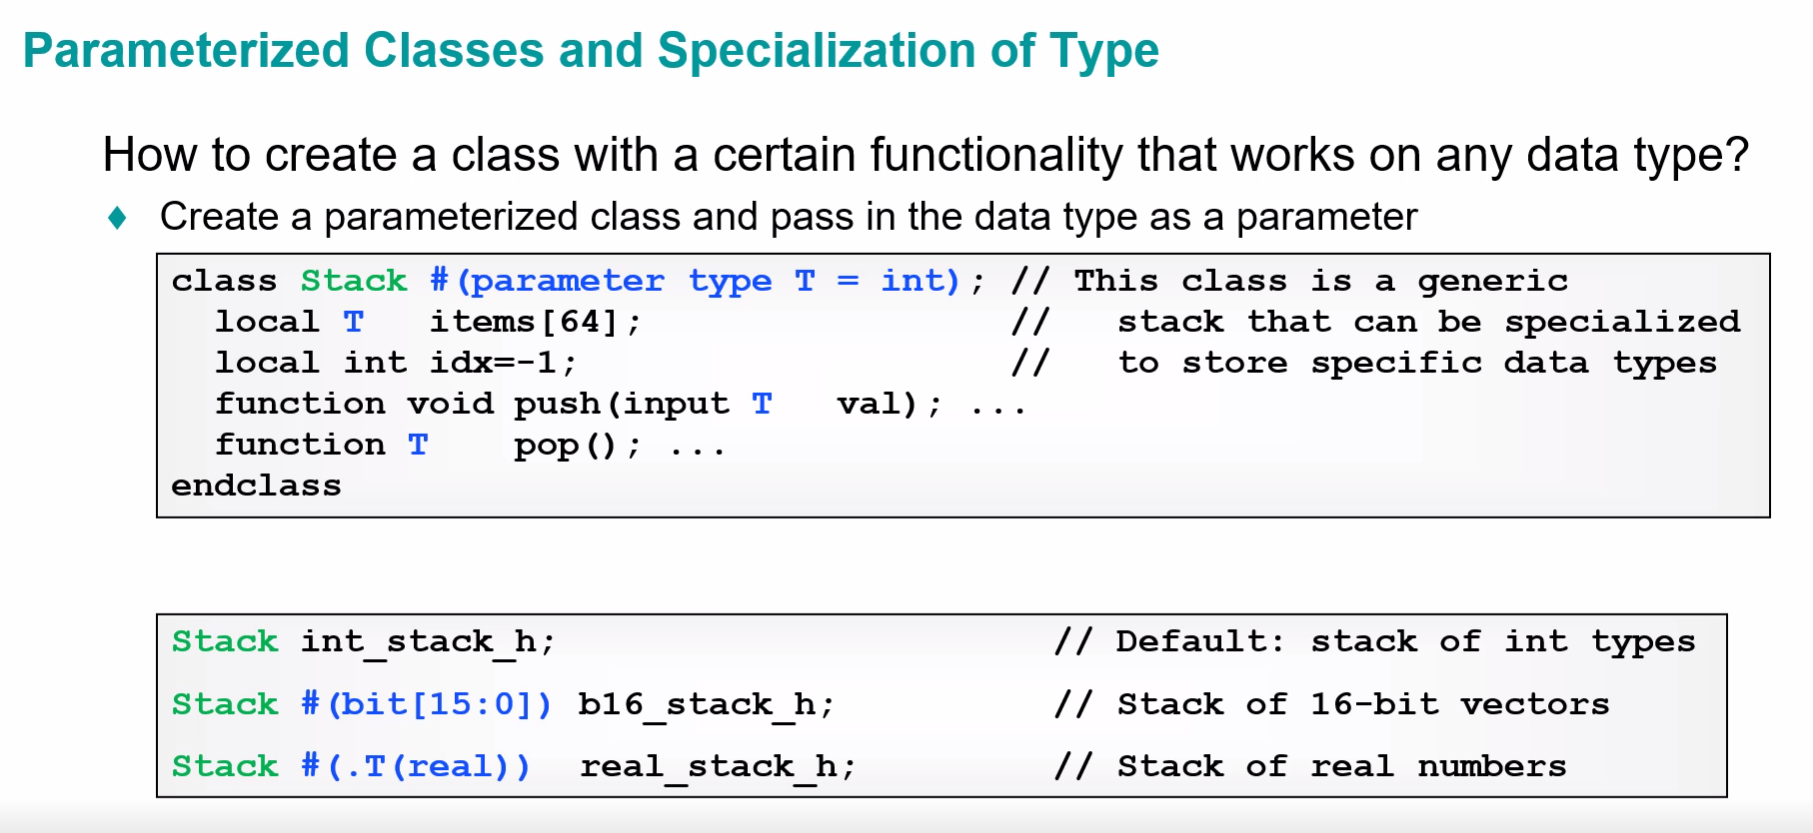 Parameterized Classes and Specialization of Type
How to create a class with a certain functionality that works on any data type?
♦ Create a parameterized class and pass in the data type as a parameter
class Stack #(parameter type T = int); // This class is a generic
  local T   items[64];                 //   stack that can be specialized
  local int idx=-1;                    //   to store specific data types
  function void push(input T   val); ...
  function T    pop(); ...
endclass
Stack int_stack_h;                       // Default: stack of int types
Stack #(bit[15:0]) b16_stack_h;          // Stack of 16-bit vectors
Stack #(.T(real))  real_stack_h;         // Stack of real numbers